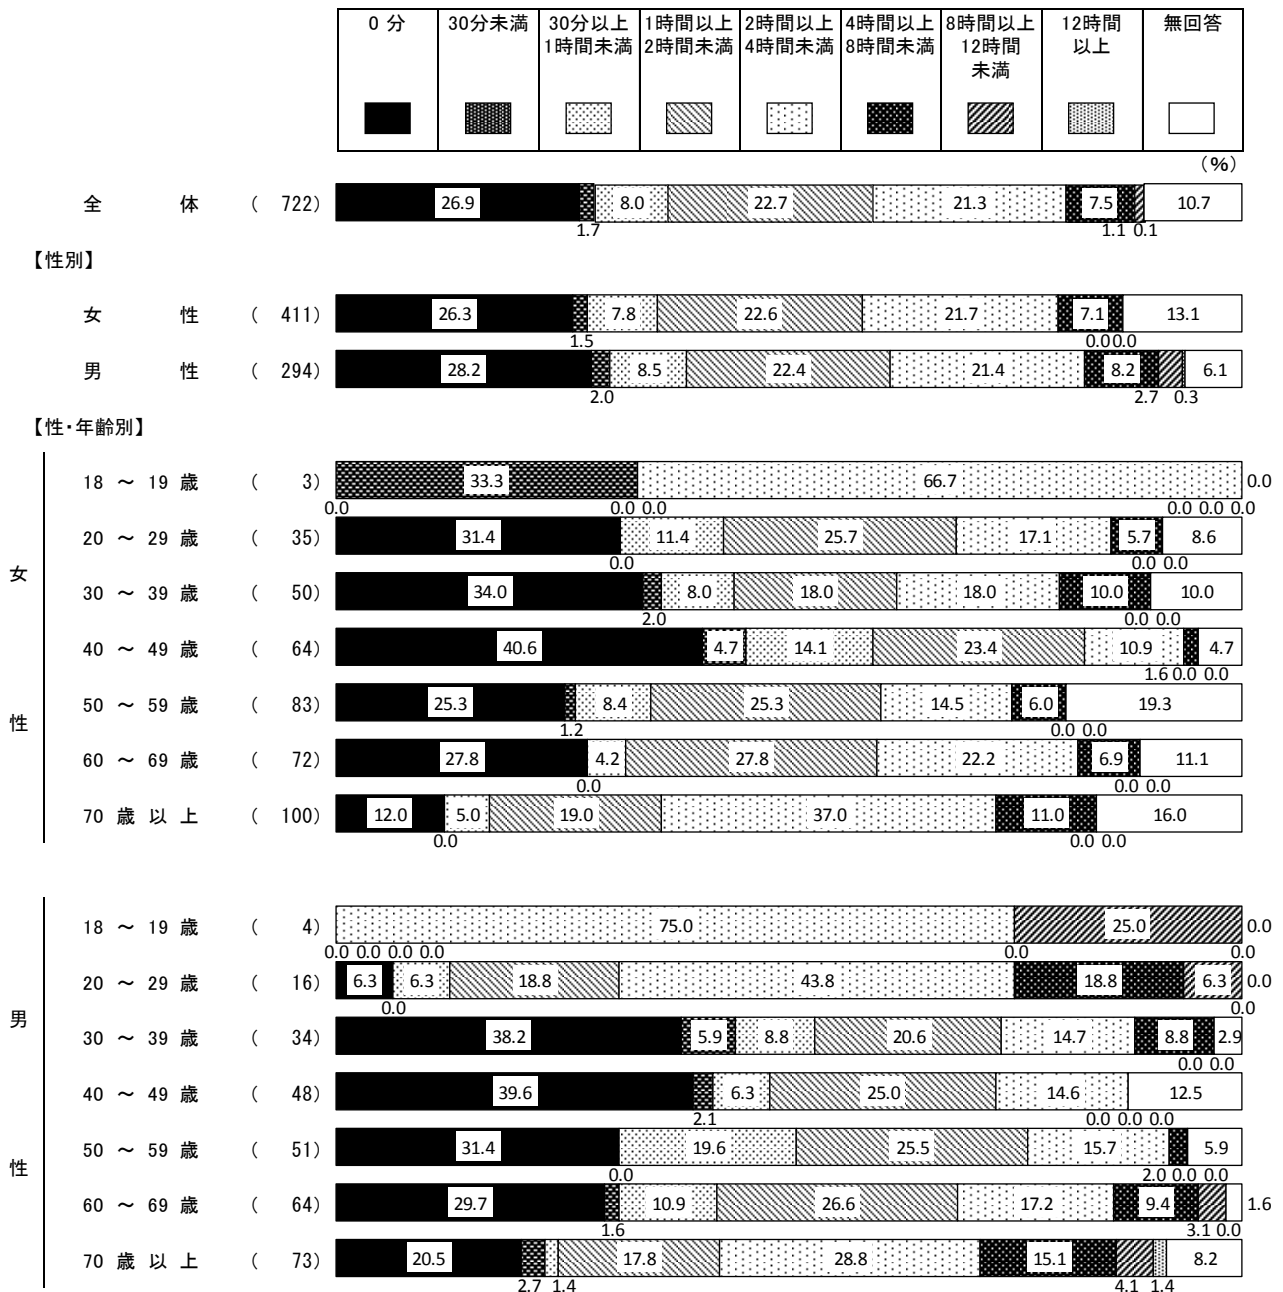 0 分 30分未満 30分以上 1時間以上 2時間以上 4時間以上 8時間以上 12時間 無回答
1時間未満 2時間未満 4時間未満 8時間未満 12時間 以上
未満
(%)
全 体 ( 722) 26.9 8.0 22.7 21.3 7.5 10.7
1.7 1.1 0.1
【性別】
女 性 ( 411) 26.3 7.8 22.6 21.7 7.1 13.1
1.5 0.0 0.0
男 性 ( 294) 28.2 8.5 22.4 21.4 8.2 6.1
2.0 2.7 0.3
【性・年齢別】
18 ～ 19 歳 ( 3) 33.3 66.7 0.0
0.0 0.0 0.0 0.0 0.0 0.0
20 ～ 29 歳 ( 35) 31.4 11.4 25.7 17.1 5.7 8.6
0.0 0.0 0.0
女
30 ～ 39 歳 ( 50) 34.0 8.0 18.0 18.0 10.0 10.0
2.0 0.0 0.0
40 ～ 49 歳 ( 64) 40.6 4.7 14.1 23.4 10.9 4.7
1.6 0.0 0.0
50 ～ 59 歳 ( 83) 25.3 8.4 25.3 14.5 6.0 19.3
性
1.2 0.0 0.0
60 ～ 69 歳 ( 72) 27.8 4.2 27.8 22.2 6.9 11.1
0.0 0.0 0.0
70 歳 以 上 ( 100) 12.0 5.0 19.0 37.0 11.0 16.0
0.0 0.0 0.0
18 ～ 19 歳 ( 4) 75.0 25.0 0.0
0.0 0.0 0.0 0.0 0.0 0.0
20 ～ 29 歳 ( 16) 6.3 6.3 18.8 43.8 18.8 6.3 0.0
0.0 0.0
男
30 ～ 39 歳 ( 34) 38.2 5.9 8.8 20.6 14.7 8.8 2.9
0.0 0.0
40 ～ 49 歳 ( 48) 39.6 6.3 25.0 14.6 12.5
2.1 0.0 0.0 0.0
50 ～ 59 歳 ( 51) 31.4 19.6 25.5 15.7 5.9
性
0.0 2.0 0.0 0.0
60 ～ 69 歳 ( 64) 29.7 10.9 26.6 17.2 9.4 1.6
1.6 3.1 0.0
70 歳 以 上 ( 73) 20.5 17.8 28.8 15.1 8.2
2.7 1.4 4.1 1.4